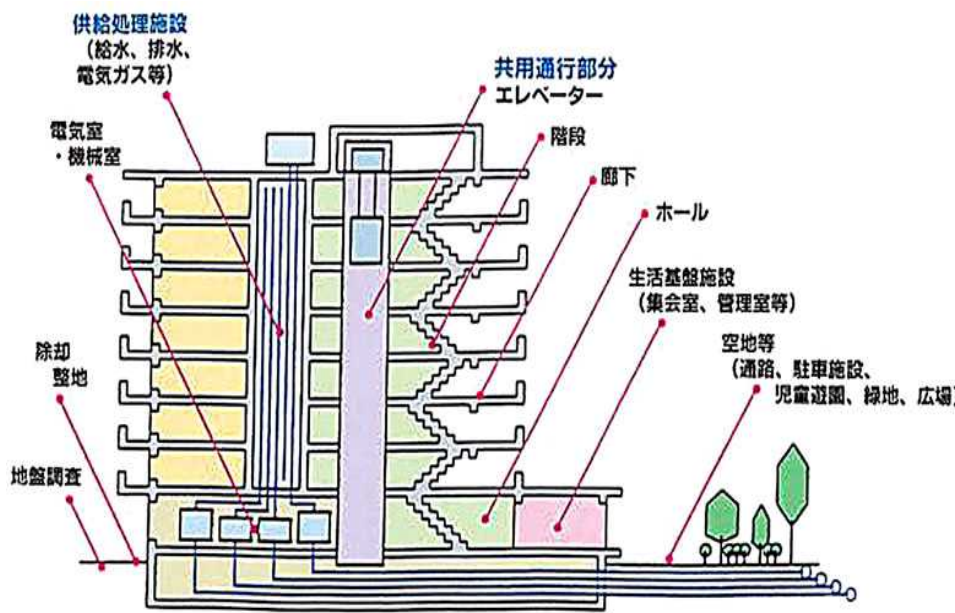 供給処理施設
（給水、排水、
電気ガス等）
共用通行部分
エレベーター
電気室
・機械室
階段
廊下
ホール
生活基盤施設
（集会室、管理室等）
空地等
（通路、駐車施設、
児童遊園、緑地、広場）
除却
整地
地盤調査